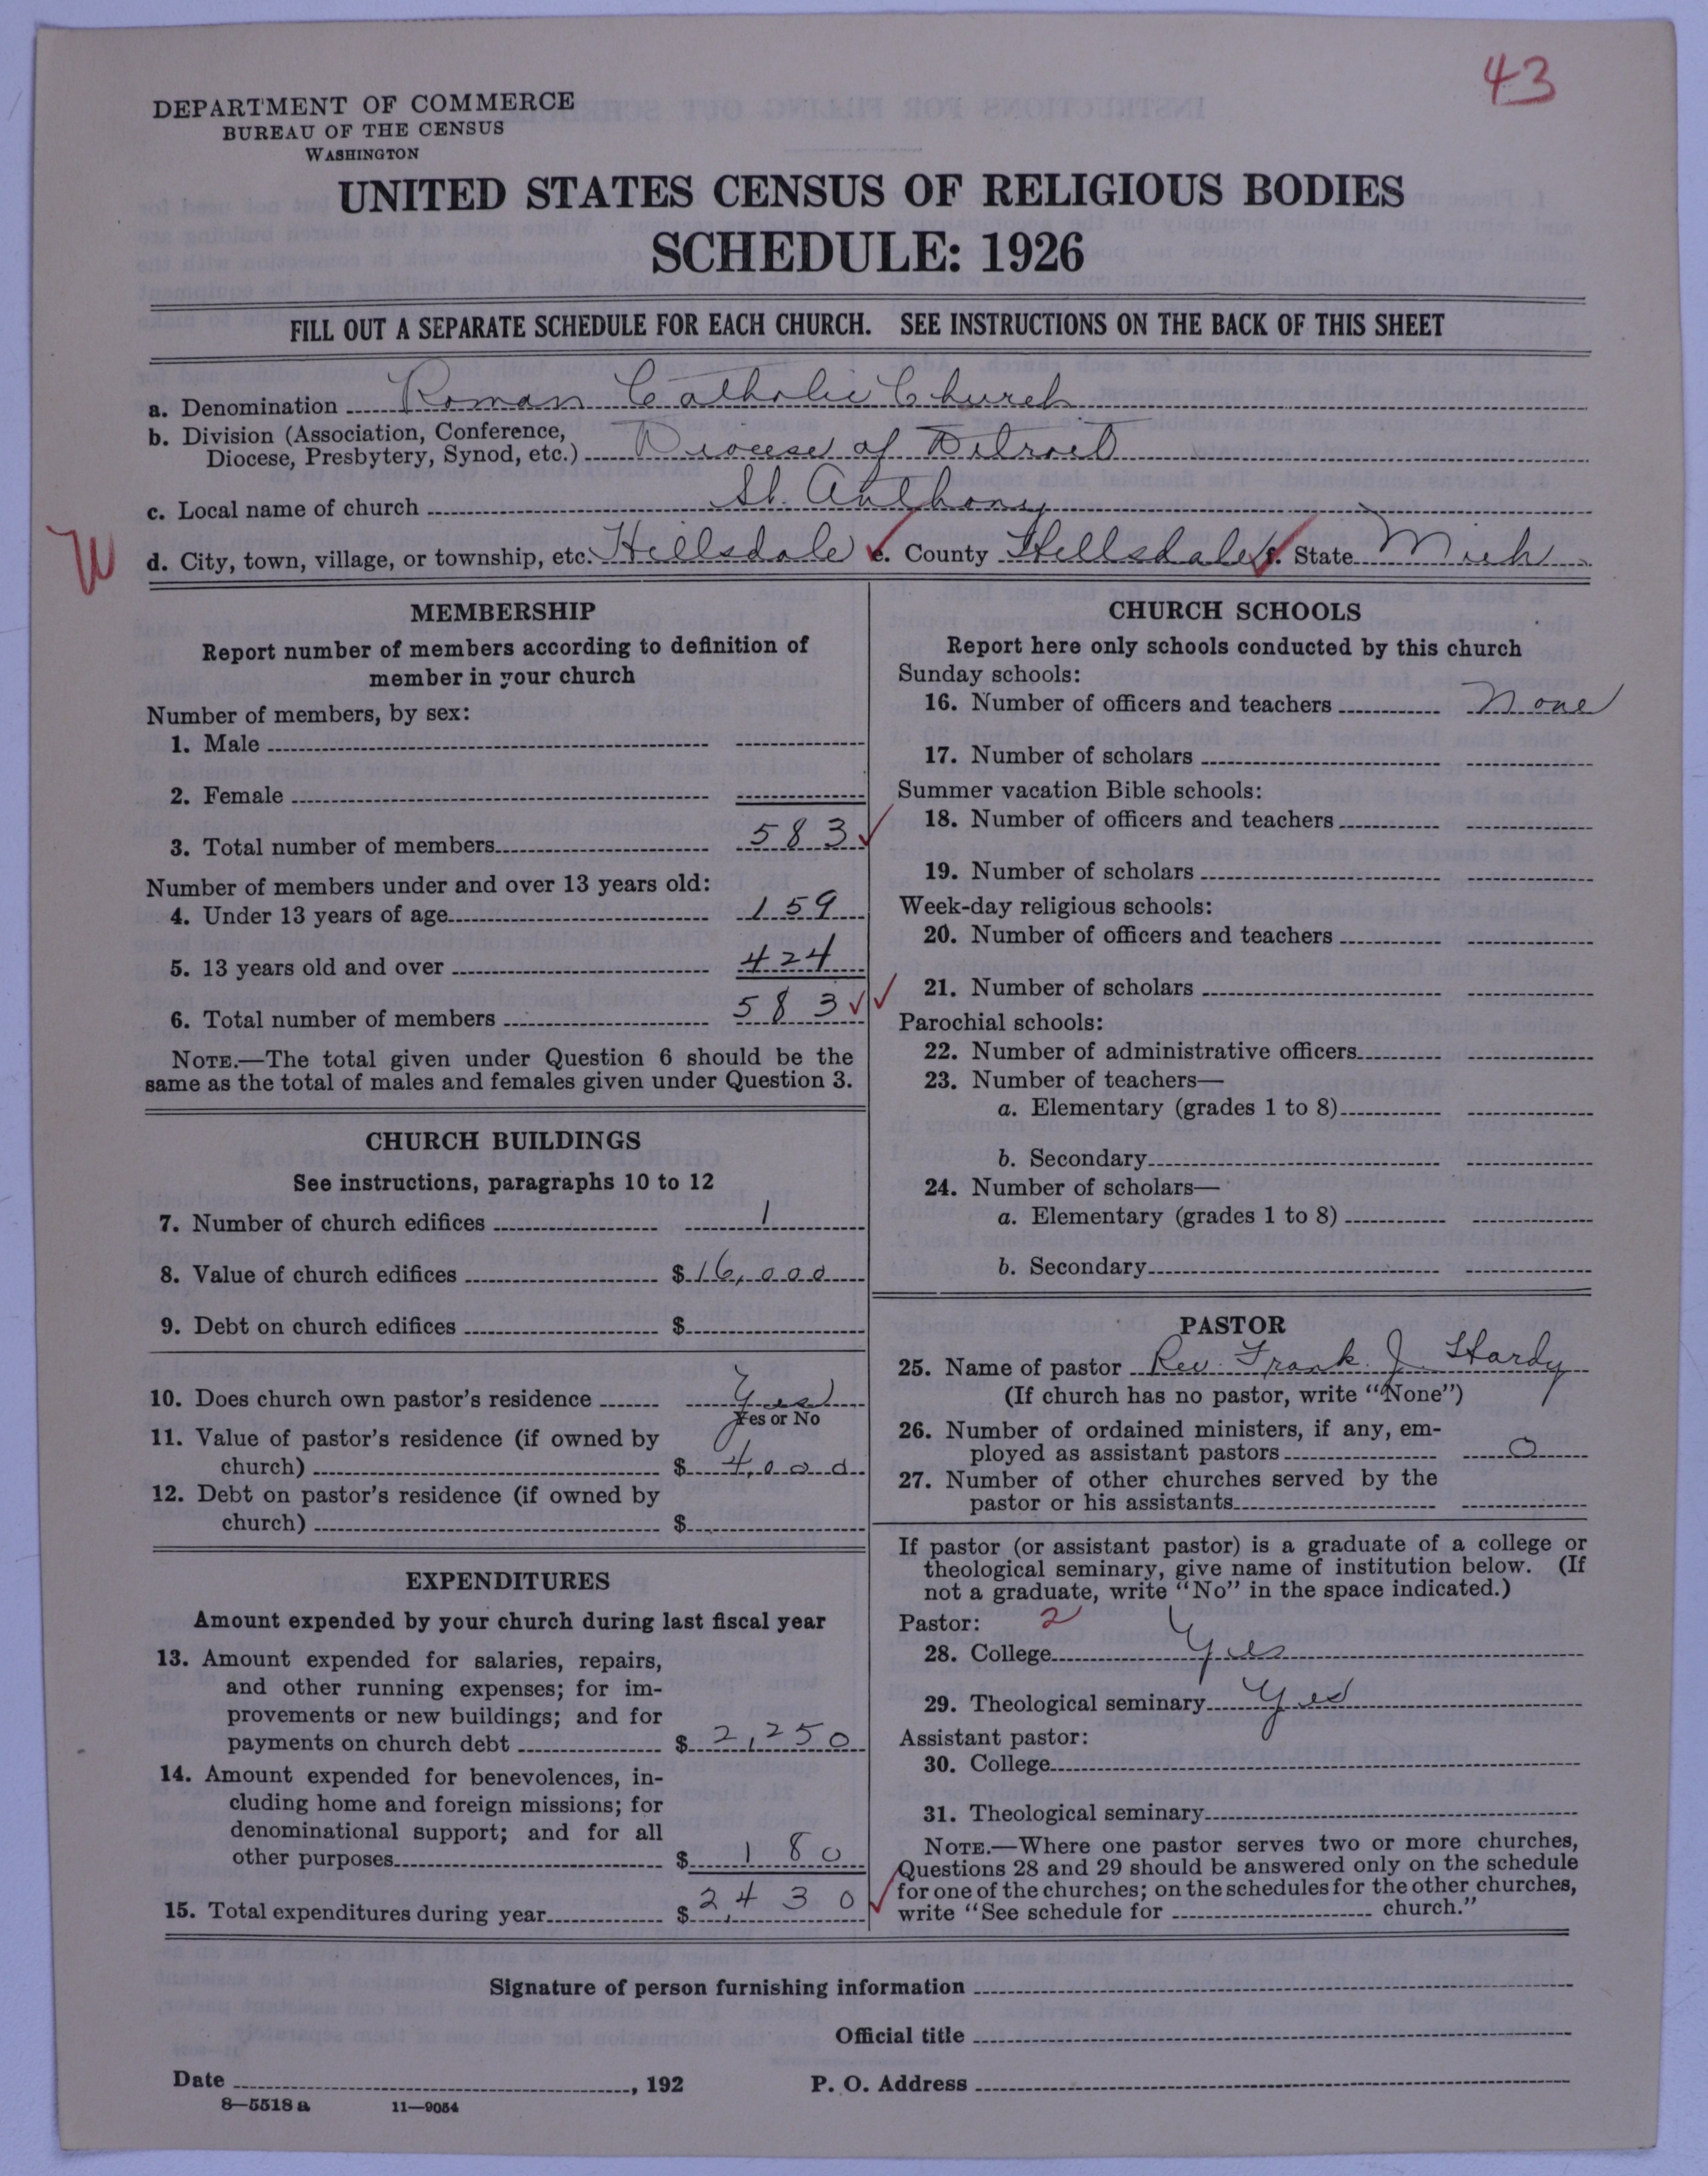 43
DEPARTMENT OF COMMERCE
BUREAU OF THE CENSUS
WASHINGTON
UNITED STATES CENSUS OF RELIGIOUS BODIES
SCHEDULE: 1926
FILL OUT A SEPARATE SCHEDULE FOR EACH CHURCH. SEE INSTRUCTIONS ON THE BACK OF THIS SHEET
a. Denomination Roman Catholic Church
b. Division (Association, Conference,
Diocese, Presbytery, Synod, etc.) Diocese of Detroit
c. Local name of church St. Anthony
d. City, town, village, or township, etc. Hillsdale e. County Hillsdale f. State Mich
MEMBERSHIP
Report number of members according to definition of
member in your church
Number of members, by sex:
1. Male
2. Female
3. Total number of members 583
Number of members under and over 13 years old:
4. Under 13 years of age 159
5. 13 years old and over 424
6. Total number of members 583
NOTE.—The total given under Question 6 should be the
same as the total of males and females given under Question 3.
CHURCH BUILDINGS
See instructions, paragraphs 10 to 12
7. Number of church edifices 1
8. Value of church edifices $16,000
9. Debt on church edifices $
10. Does church own pastor's residence Yes
Yes or No
11. Value of pastor's residence (if owned by
church) $ 4,000
12. Debt on pastor's residence (if owned by
church) $
EXPENDITURES
Amount expended by your church during last fiscal year
13. Amount expended for salaries, repairs,
and other running expenses; for im-
provements or new buildings; and for
payments on church debt $ 2,250
14. Amount expended for benevolences, in-
cluding home and foreign missions; for
denominational support; and for all
other purposes $ 180
15. Total expenditures during year $ 2,430
CHURCH SCHOOLS
Report here only schools conducted by this church
Sunday schools:
16. Number of officers and teachers None
17. Number of scholars
Summer vacation Bible schools:
18. Number of officers and teachers
19. Number of scholars
Week-day religious schools:
20. Number of officers and teachers
21. Number of scholars
Parochial schools:
22. Number of administrative officers
23. Number of teachers—
a. Elementary (grades 1 to 8)
b. Secondary
24. Number of scholars—
a. Elementary (grades 1 to 8)
b. Secondary
PASTOR
25. Name of pastor Rev. Frank J. Hardy
(If church has no pastor, write "None")
26. Number of ordained ministers, if any, em-
ployed as assistant pastors 0
27. Number of other churches served by the
pastor or his assistants
If pastor (or assistant pastor) is a graduate of a college or
theological seminary, give name of institution below. (If
not a graduate, write "No" in the space indicated.)
Pastor: 2
28. College Yes
29. Theological seminary Yes
Assistant pastor:
30. College
31. Theological seminary
NOTE.—Where one pastor serves two or more churches,
Questions 28 and 29 should be answered only on the schedule
for one of the churches; on the schedules for the other churches,
write "See schedule for church."
Signature of person furnishing information
Official title
Date , 192 P. O. Address
8—5518 a 11—9054